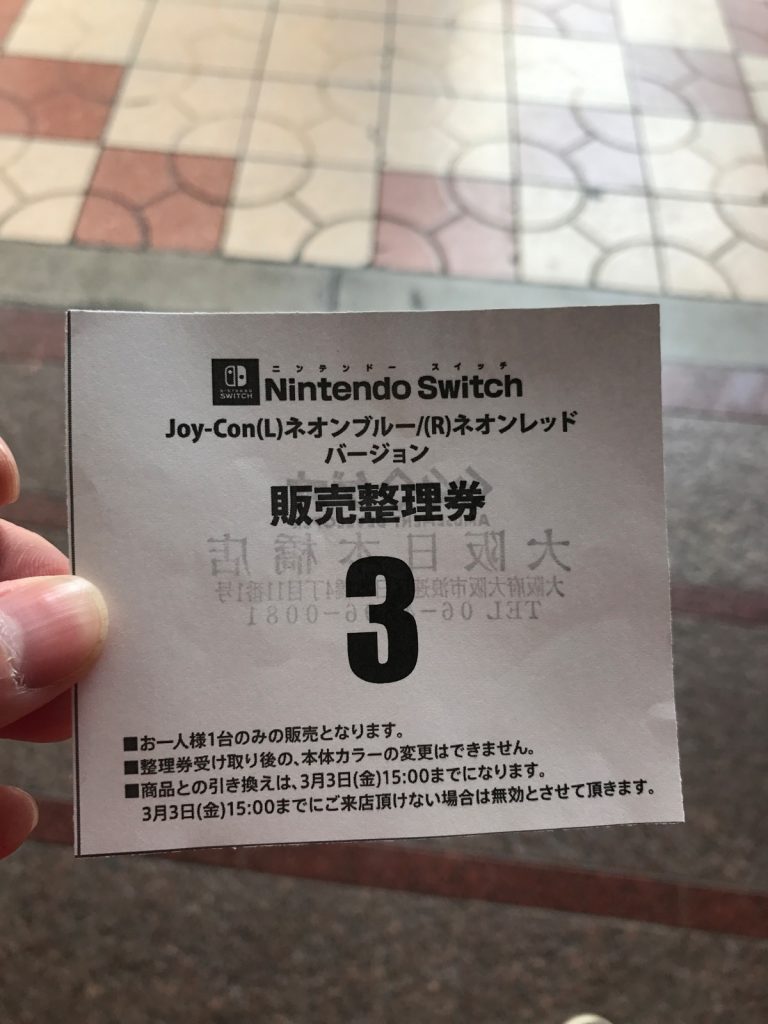 ニンテンドー スイッチ
NINTENDO SWITCH
Nintendo Switch
Joy-Con(L)ネオンブルー/(R)ネオンレッド
バージョン
販売整理券
大阪日本橋店
3
■お一人様1台のみの販売となります。
■整理券受け取り後の、本体カラーの変更はできません。
■商品との引き換えは、3月3日(金)15:00までになります。
3月3日(金)15:00までにご来店頂けない場合は無効とさせて頂きます。